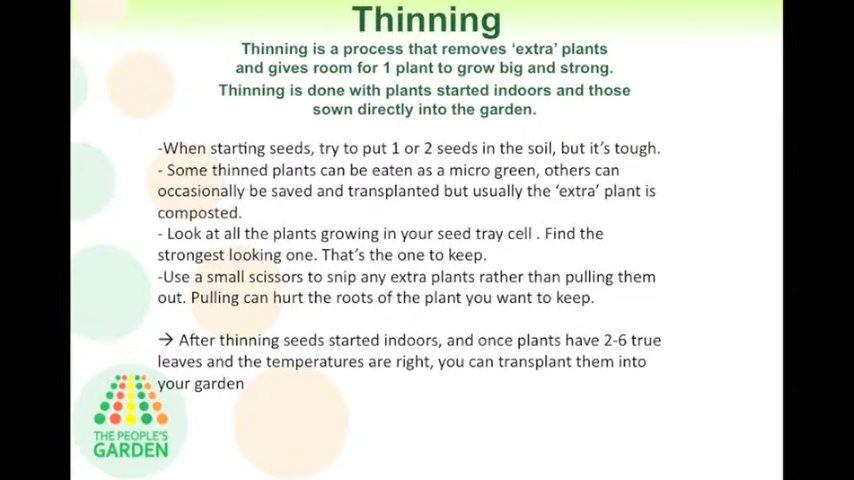 Thinning
Thinning is a process that removes ‘extra’ plants
and gives room for 1 plant to grow big and strong.
Thinning is done with plants started indoors and those
sown directly into the garden.
-When starting seeds, try to put 1 or 2 seeds in the soil, but it’s tough.
- Some thinned plants can be eaten as a micro green, others can
occasionally be saved and transplanted but usually the ‘extra’ plant is
composted.
- Look at all the plants growing in your seed tray cell . Find the
strongest looking one. That’s the one to keep.
-Use a small scissors to snip any extra plants rather than pulling them
out. Pulling can hurt the roots of the plant you want to keep.
→ After thinning seeds started indoors, and once plants have 2-6 true
leaves and the temperatures are right, you can transplant them into
your garden
THE PEOPLE'S
GARDEN